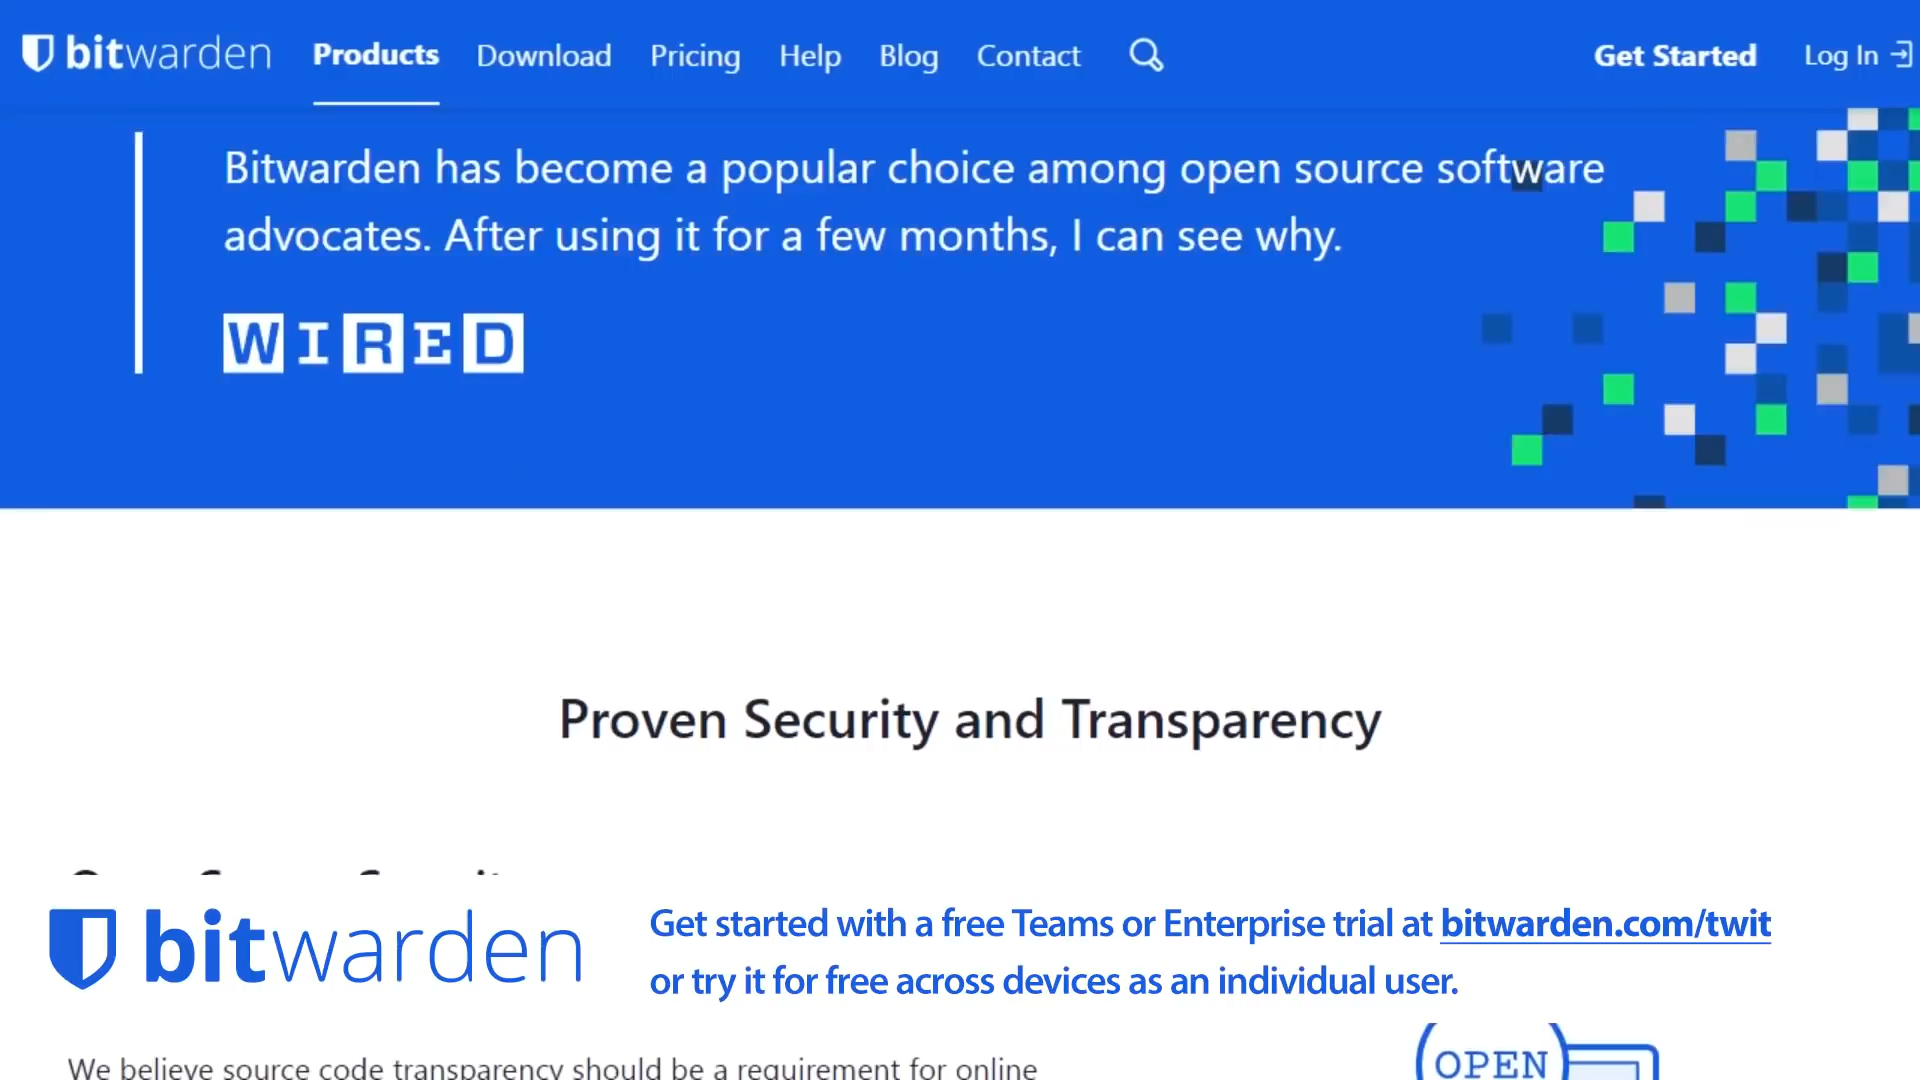 bitwarden Products Download Pricing Help Blog Contact Get Started Log In
Bitwarden has become a popular choice among open source software
advocates. After using it for a few months, I can see why.
WIRED
Proven Security and Transparency
bitwarden
Get started with a free Teams or Enterprise trial at bitwarden.com/twit
or try it for free across devices as an individual user.
We believe source code transparency should be a requirement for online
OPEN